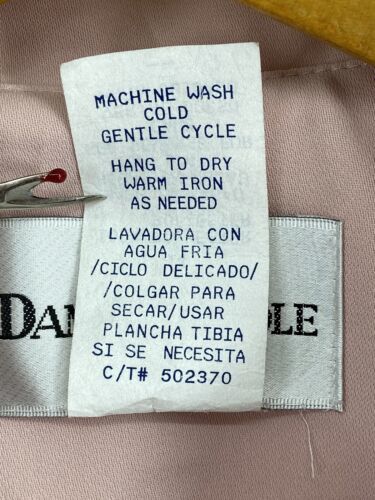 MACHINE WASH
COLD
GENTLE CYCLE
HANG TO DRY
WARM IRON
AS NEEDED
LAVADORA CON
AGUA FRIA
/CICLO DELICADO/
/COLGAR PARA
SECAR/USAR
PLANCHA TIBIA
SI SE NECESITA
C/T# 502370